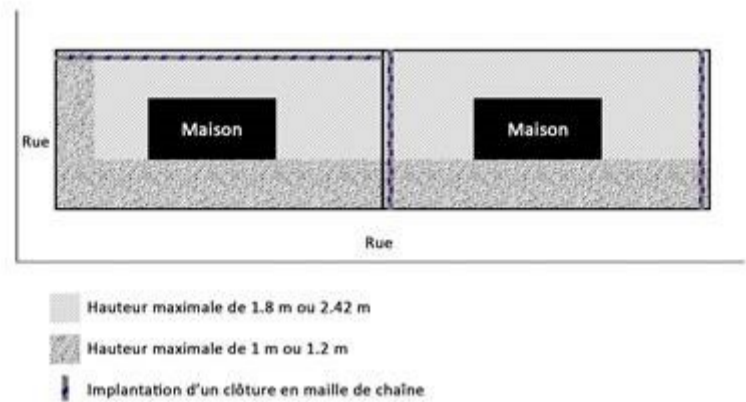 Maison
Maison
Rue
Rue
Hauteur maximale de 1.8 m ou 2.42 m
Hauteur maximale de 1 m ou 1.2 m
Implantation d'un clôture en maille de chaîne